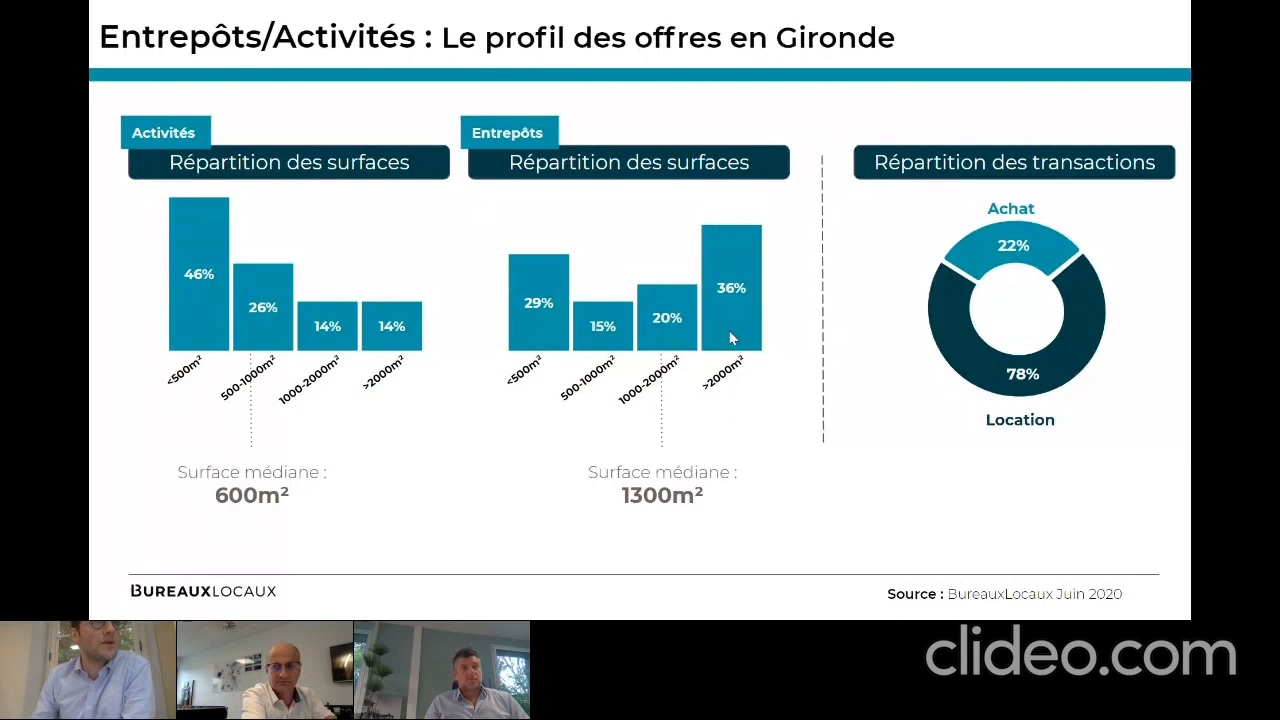 Entrepôts/Activités : Le profil des offres en Gironde
Activités
Répartition des surfaces
46%
26%
14%
14%
<500m²
500-1000m²
1000-2000m²
>2000m²
Surface médiane :
600m²
Entrepôts
Répartition des surfaces
29%
15%
20%
36%
<500m²
500-1000m²
1000-2000m²
>2000m²
Surface médiane :
1300m²
Répartition des transactions
Achat
22%
78%
Location
BUREAUXLOCAUX
Source : BureauxLocaux Juin 2020
clideo.com